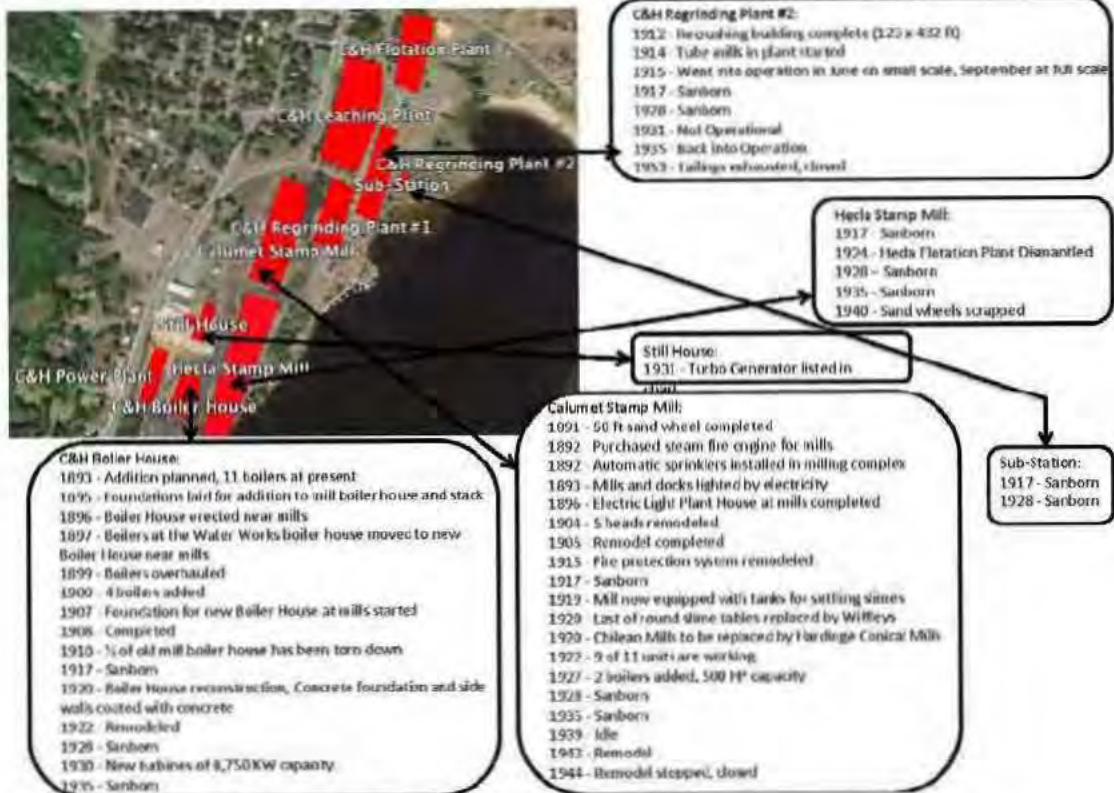 C&H Flotation Plant
C&H Leaching Plant
C&H Regrinding Plant #2
Sub-Station
C&H Regrinding Plant #1
Calumet Stamp Mill
Still House
C&H Power Plant
Hecla Stamp Mill
C&H Boiler House
C&H Regrinding Plant #2:
1912 - Recrushing building complete (123 x 432 ft)
1914 - Tube mills in plant started
1915 - Went into operation in June on small scale, September at full scale
1917 - Sanborn
1928 - Sanborn
1931 - Not Operational
1935 - Back into Operation
1953 - Tailings exhausted, closed
Hecla Stamp Mill:
1917 - Sanborn
1924 - Hecla Flotation Plant Dismantled
1928 - Sanborn
1935 - Sanborn
1940 - Sand wheels scrapped
Still House:
1931 - Turbo Generator listed in
Sub-Station:
1917 - Sanborn
1928 - Sanborn
Calumet Stamp Mill:
1891 - 50 ft sand wheel completed
1892 Purchased steam fire engine for mills
1892 Automatic sprinklers installed in milling complex
1893 - Mills and docks lighted by electricity
1896 - Electric Light Plant House at mills completed
1904 - 5 heads remodeled
1905 Remodel completed
1915 - Fire protection system remodeled
1917 - Sanborn
1919 - Mill now equipped with tanks for settling slimes
1920 Last of round slime tables replaced by Wilfleys
1920 - Chilean Mills to be replaced by Hardinge Conical Mills
1922 - 9 of 11 units are working
1927 - 2 boilers added, 500 HP capacity
1928 - Sanborn
1935 - Sanborn
1939 - Idle
1943 - Remodel
1944 - Remodel stopped, closed
C&H Boiler House:
1893 - Addition planned, 11 boilers at present
1895 - Foundations laid for addition to mill boiler house and stack
1896 - Boiler House erected near mills
1897 - Boilers at the Water Works boiler house moved to new
Boiler House near mills
1899 - Boilers overhauled
1900 - 4 boilers added
1907 - Foundation for new Boiler House at mills started
1908 - Completed
1910 - of old mill boiler house has been torn down
1917 - Sanborn
1920 - Boiler House reconstruction, Concrete foundation and side
walls coated with concrete
1922 - Remodeled
1928 - Sanborn
1930 - New turbines of 8,750 KW capacity
1935 - Sanborn